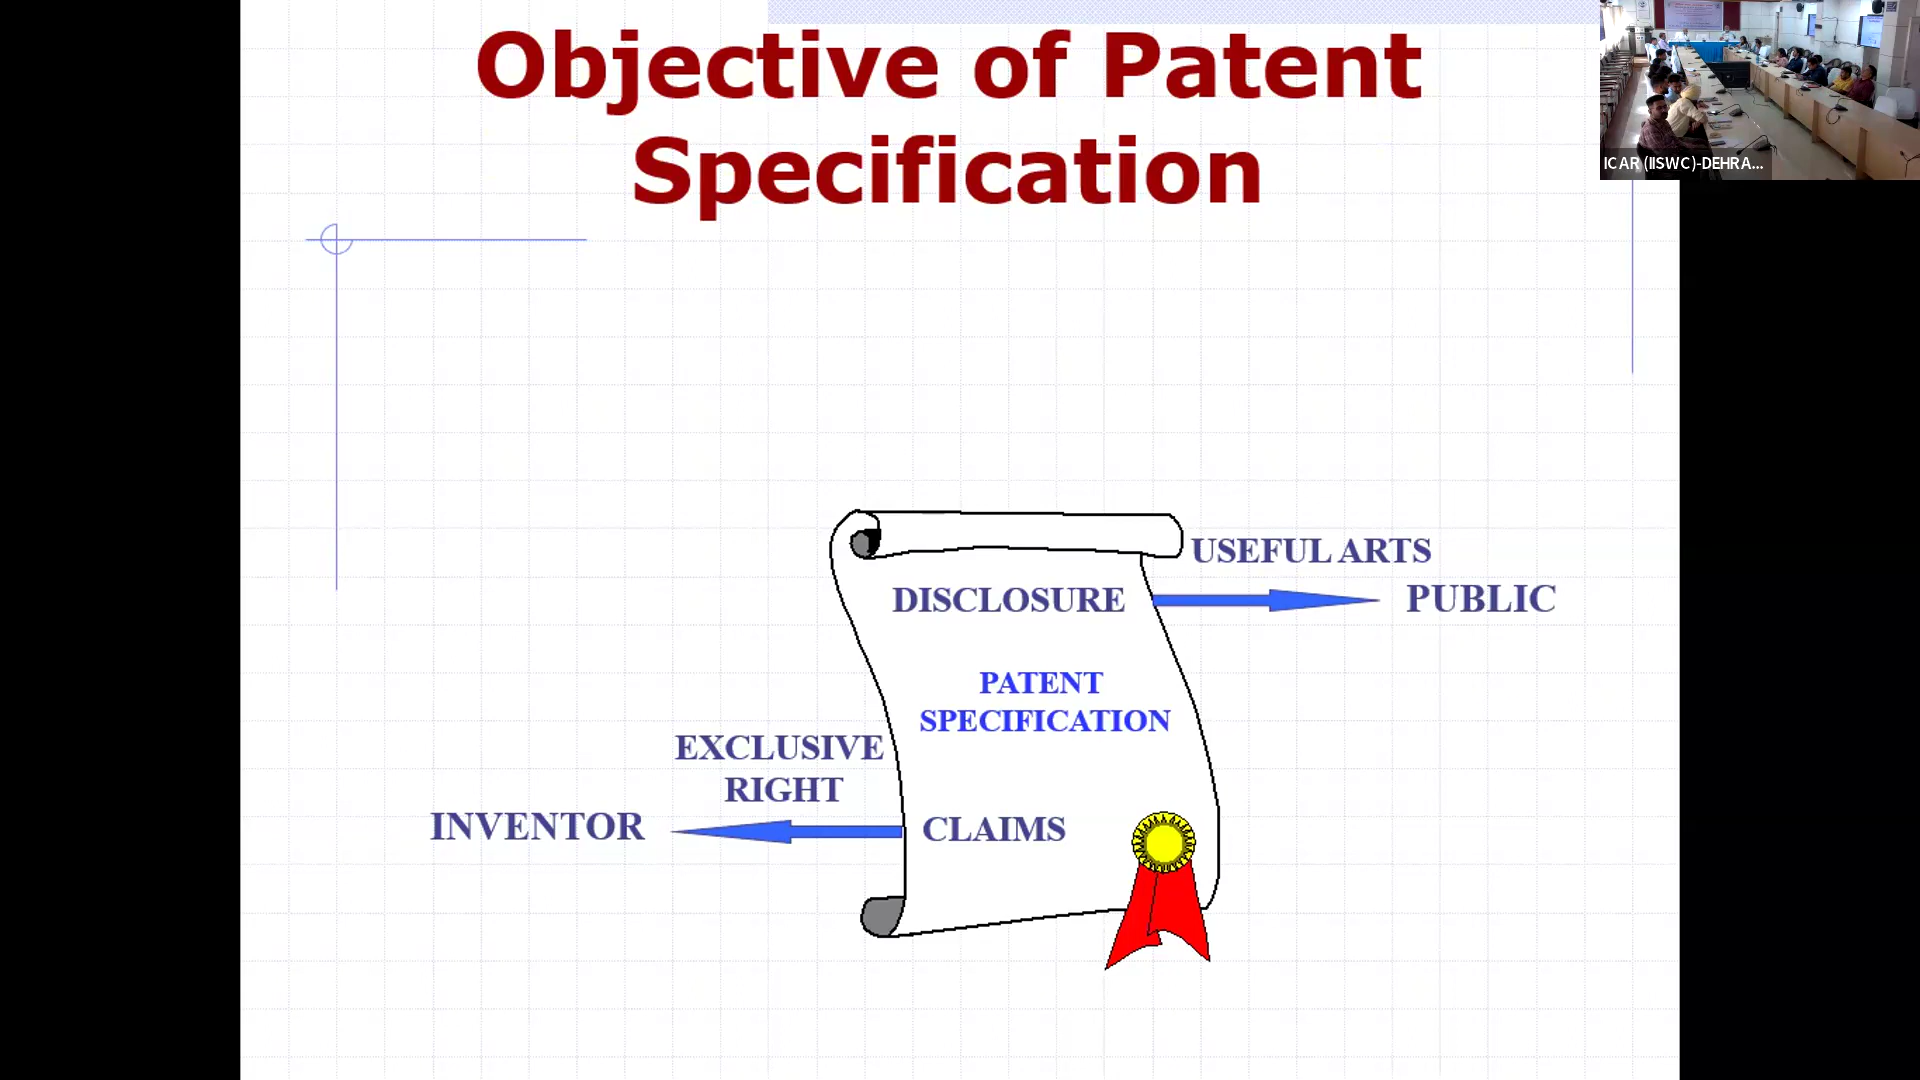 Objective of Patent
Specification
ICAR (IISWC)-DEHRA...
USEFUL ARTS
DISCLOSURE
PUBLIC
PATENT
SPECIFICATION
EXCLUSIVE
RIGHT
INVENTOR
CLAIMS